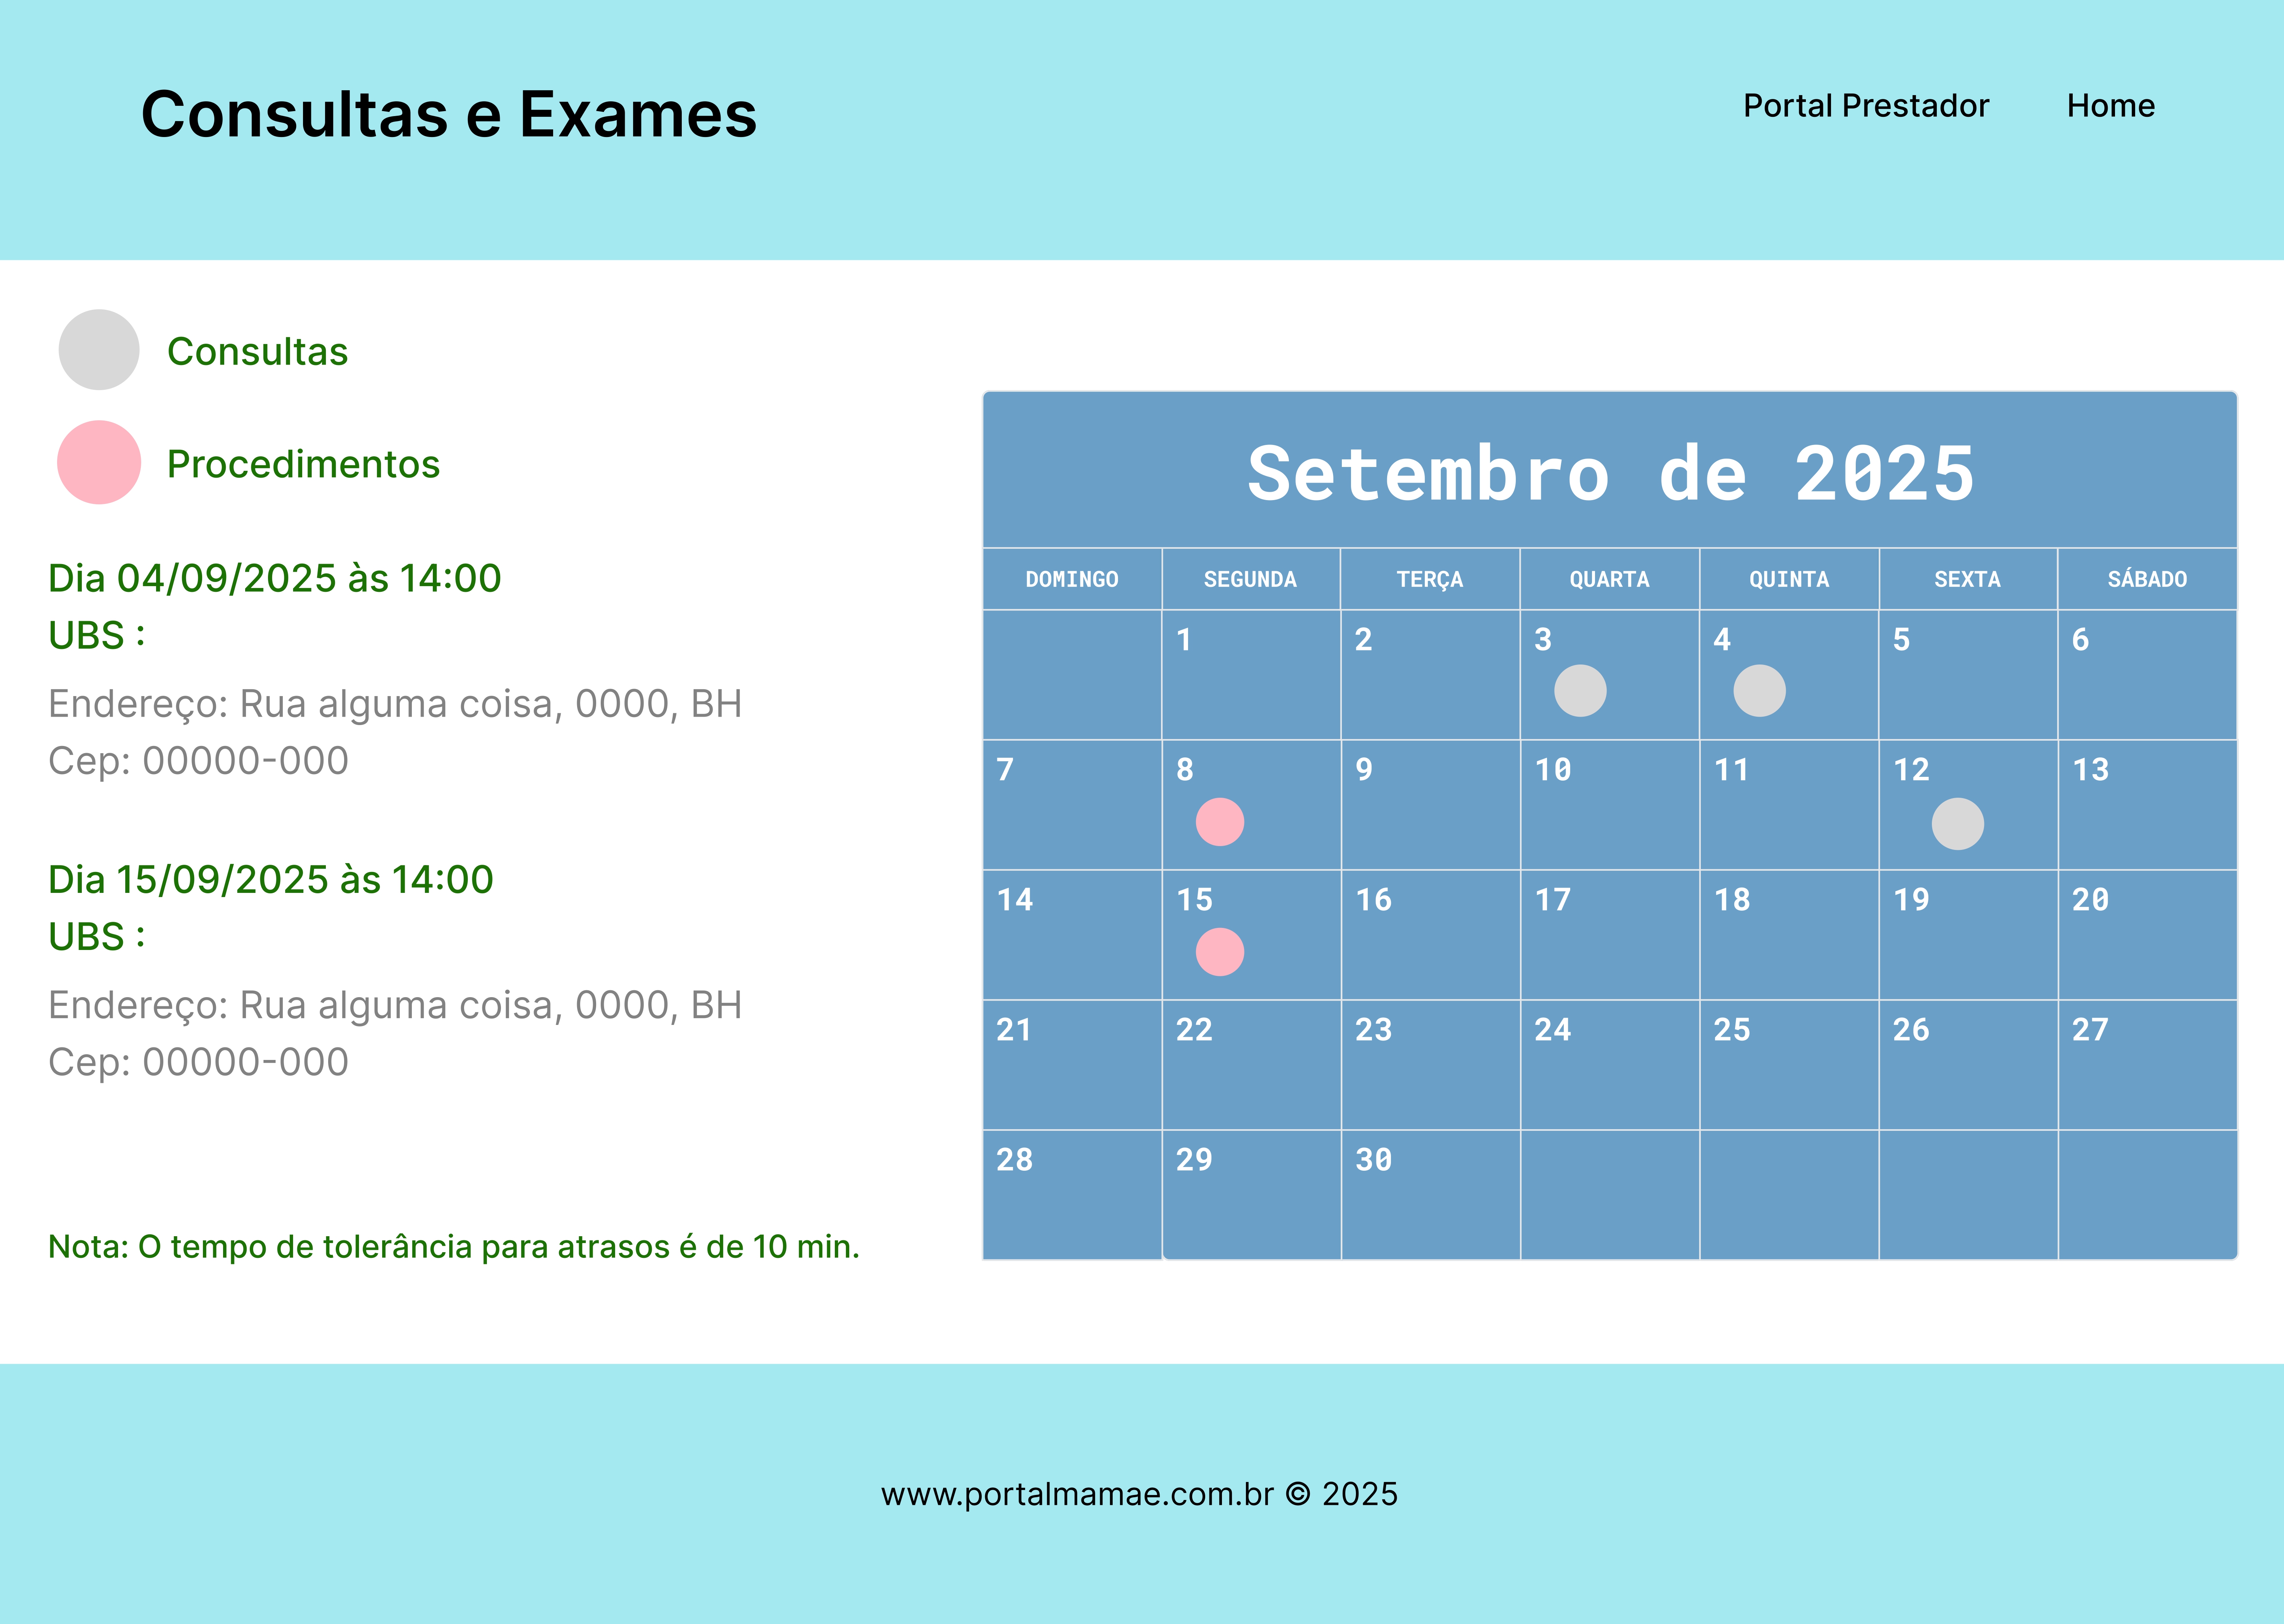 Consultas e Exames
Portal Prestador
Home
Consultas
Procedimentos
Dia 04/09/2025 às 14:00
UBS :
Endereço: Rua alguma coisa, 0000, BH
Cep: 00000-000
Dia 15/09/2025 às 14:00
UBS :
Endereço: Rua alguma coisa, 0000, BH
Cep: 00000-000
Nota: O tempo de tolerância para atrasos é de 10 min.
Setembro de 2025
DOMINGO SEGUNDA TERÇA QUARTA QUINTA SEXTA SÁBADO
1 2 3 4 5 6
7 8 9 10 11 12 13
14 15 16 17 18 19 20
21 22 23 24 25 26 27
28 29 30
www.portalmamae.com.br © 2025